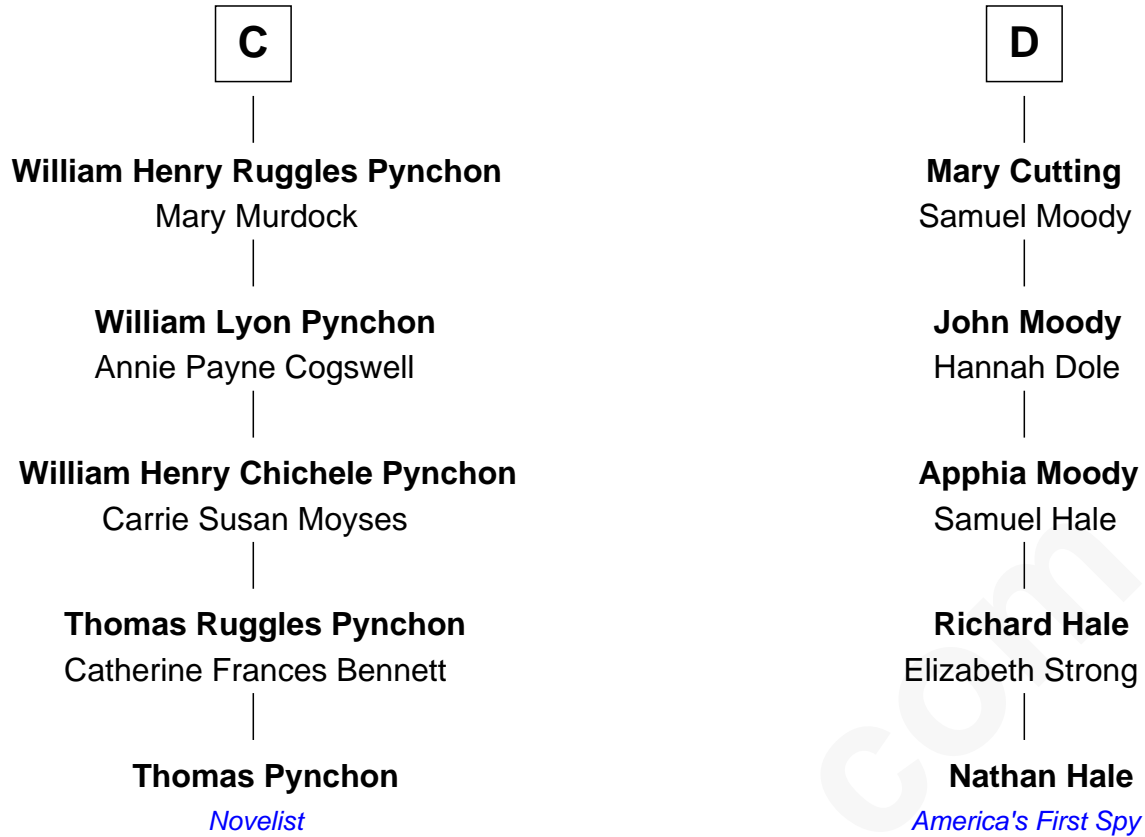 C
William Henry Ruggles Pynchon
Mary Murdock
William Lyon Pynchon
Annie Payne Cogswell
William Henry Chichele Pynchon
Carrie Susan Moyses
Thomas Ruggles Pynchon
Catherine Frances Bennett
Thomas Pynchon
Novelist
D
Mary Cutting
Samuel Moody
John Moody
Hannah Dole
Apphia Moody
Samuel Hale
Richard Hale
Elizabeth Strong
Nathan Hale
America's First Spy
com